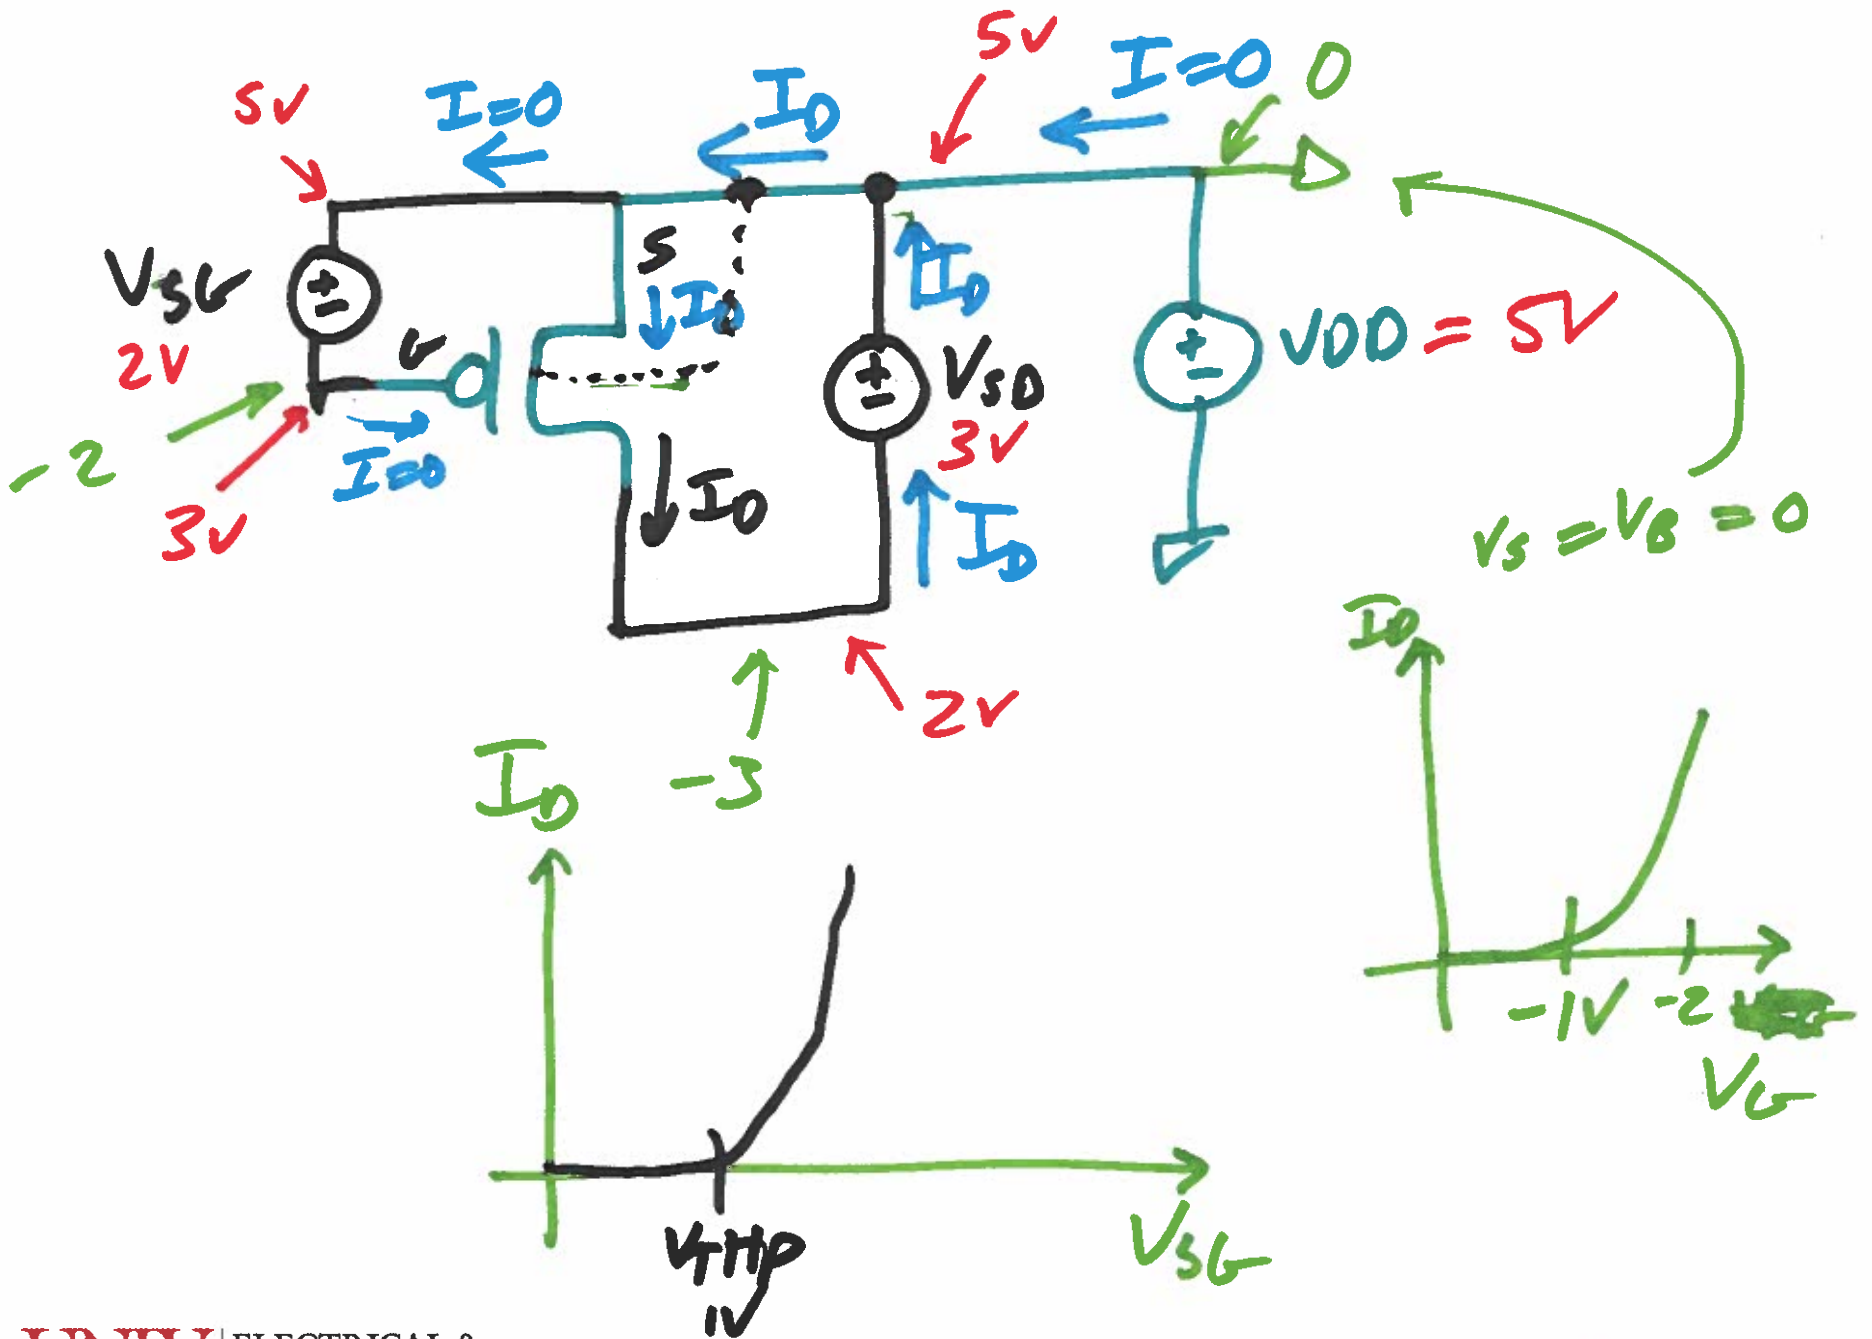 5V
I=0
ID
5V
I=0
0
VSG
2V
S
ID
ID
VSD
3V
VDD = 5V
G
-2
I=0
3V
ID
ID
VS = VB = 0
2V
-3
ID
VTHP
1V
VSG
ID
-1V
-2
VG
ELECTRICAL &